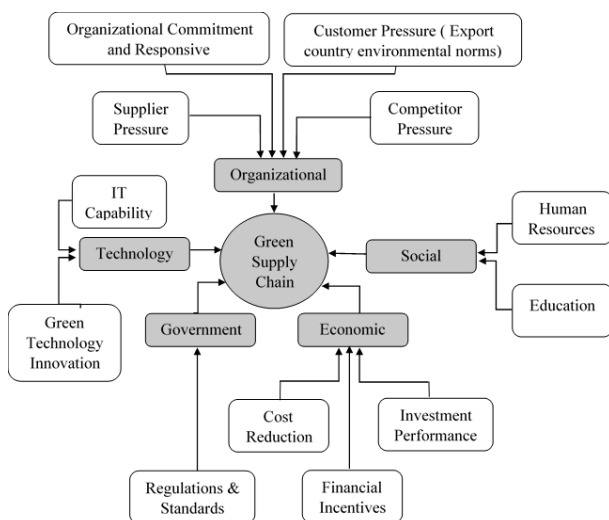 Organizational Commitment
and Responsive
Customer Pressure ( Export
country environmental norms)
Supplier
Pressure
Competitor
Pressure
Organizational
IT
Capability
Human
Resources
Technology
Green
Supply
Chain
Social
Green
Technology
Innovation
Education
Government
Economic
Cost
Reduction
Investment
Performance
Regulations &
Standards
Financial
Incentives